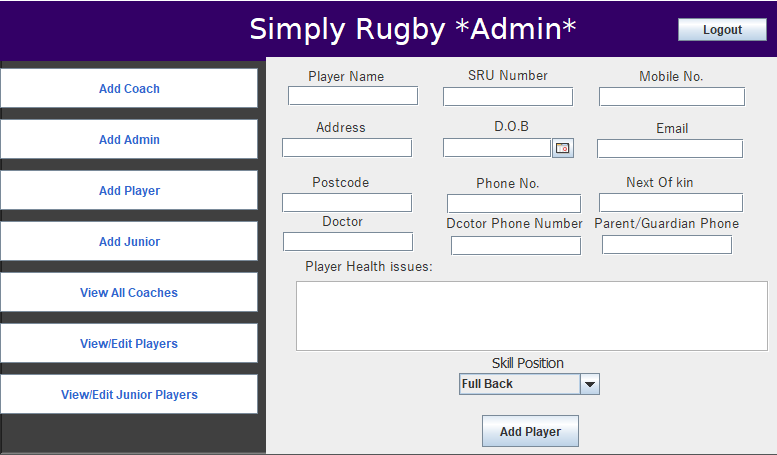 Simply Rugby *Admin*
Logout
Add Coach
Add Admin
Add Player
Add Junior
View All Coaches
View/Edit Players
View/Edit Junior Players
Player Name
SRU Number
Mobile No.
Address
D.O.B
Email
Postcode
Phone No.
Next Of kin
Doctor
Dcotor Phone Number
Parent/Guardian Phone
Player Health issues:
Skill Position
Full Back
Add Player